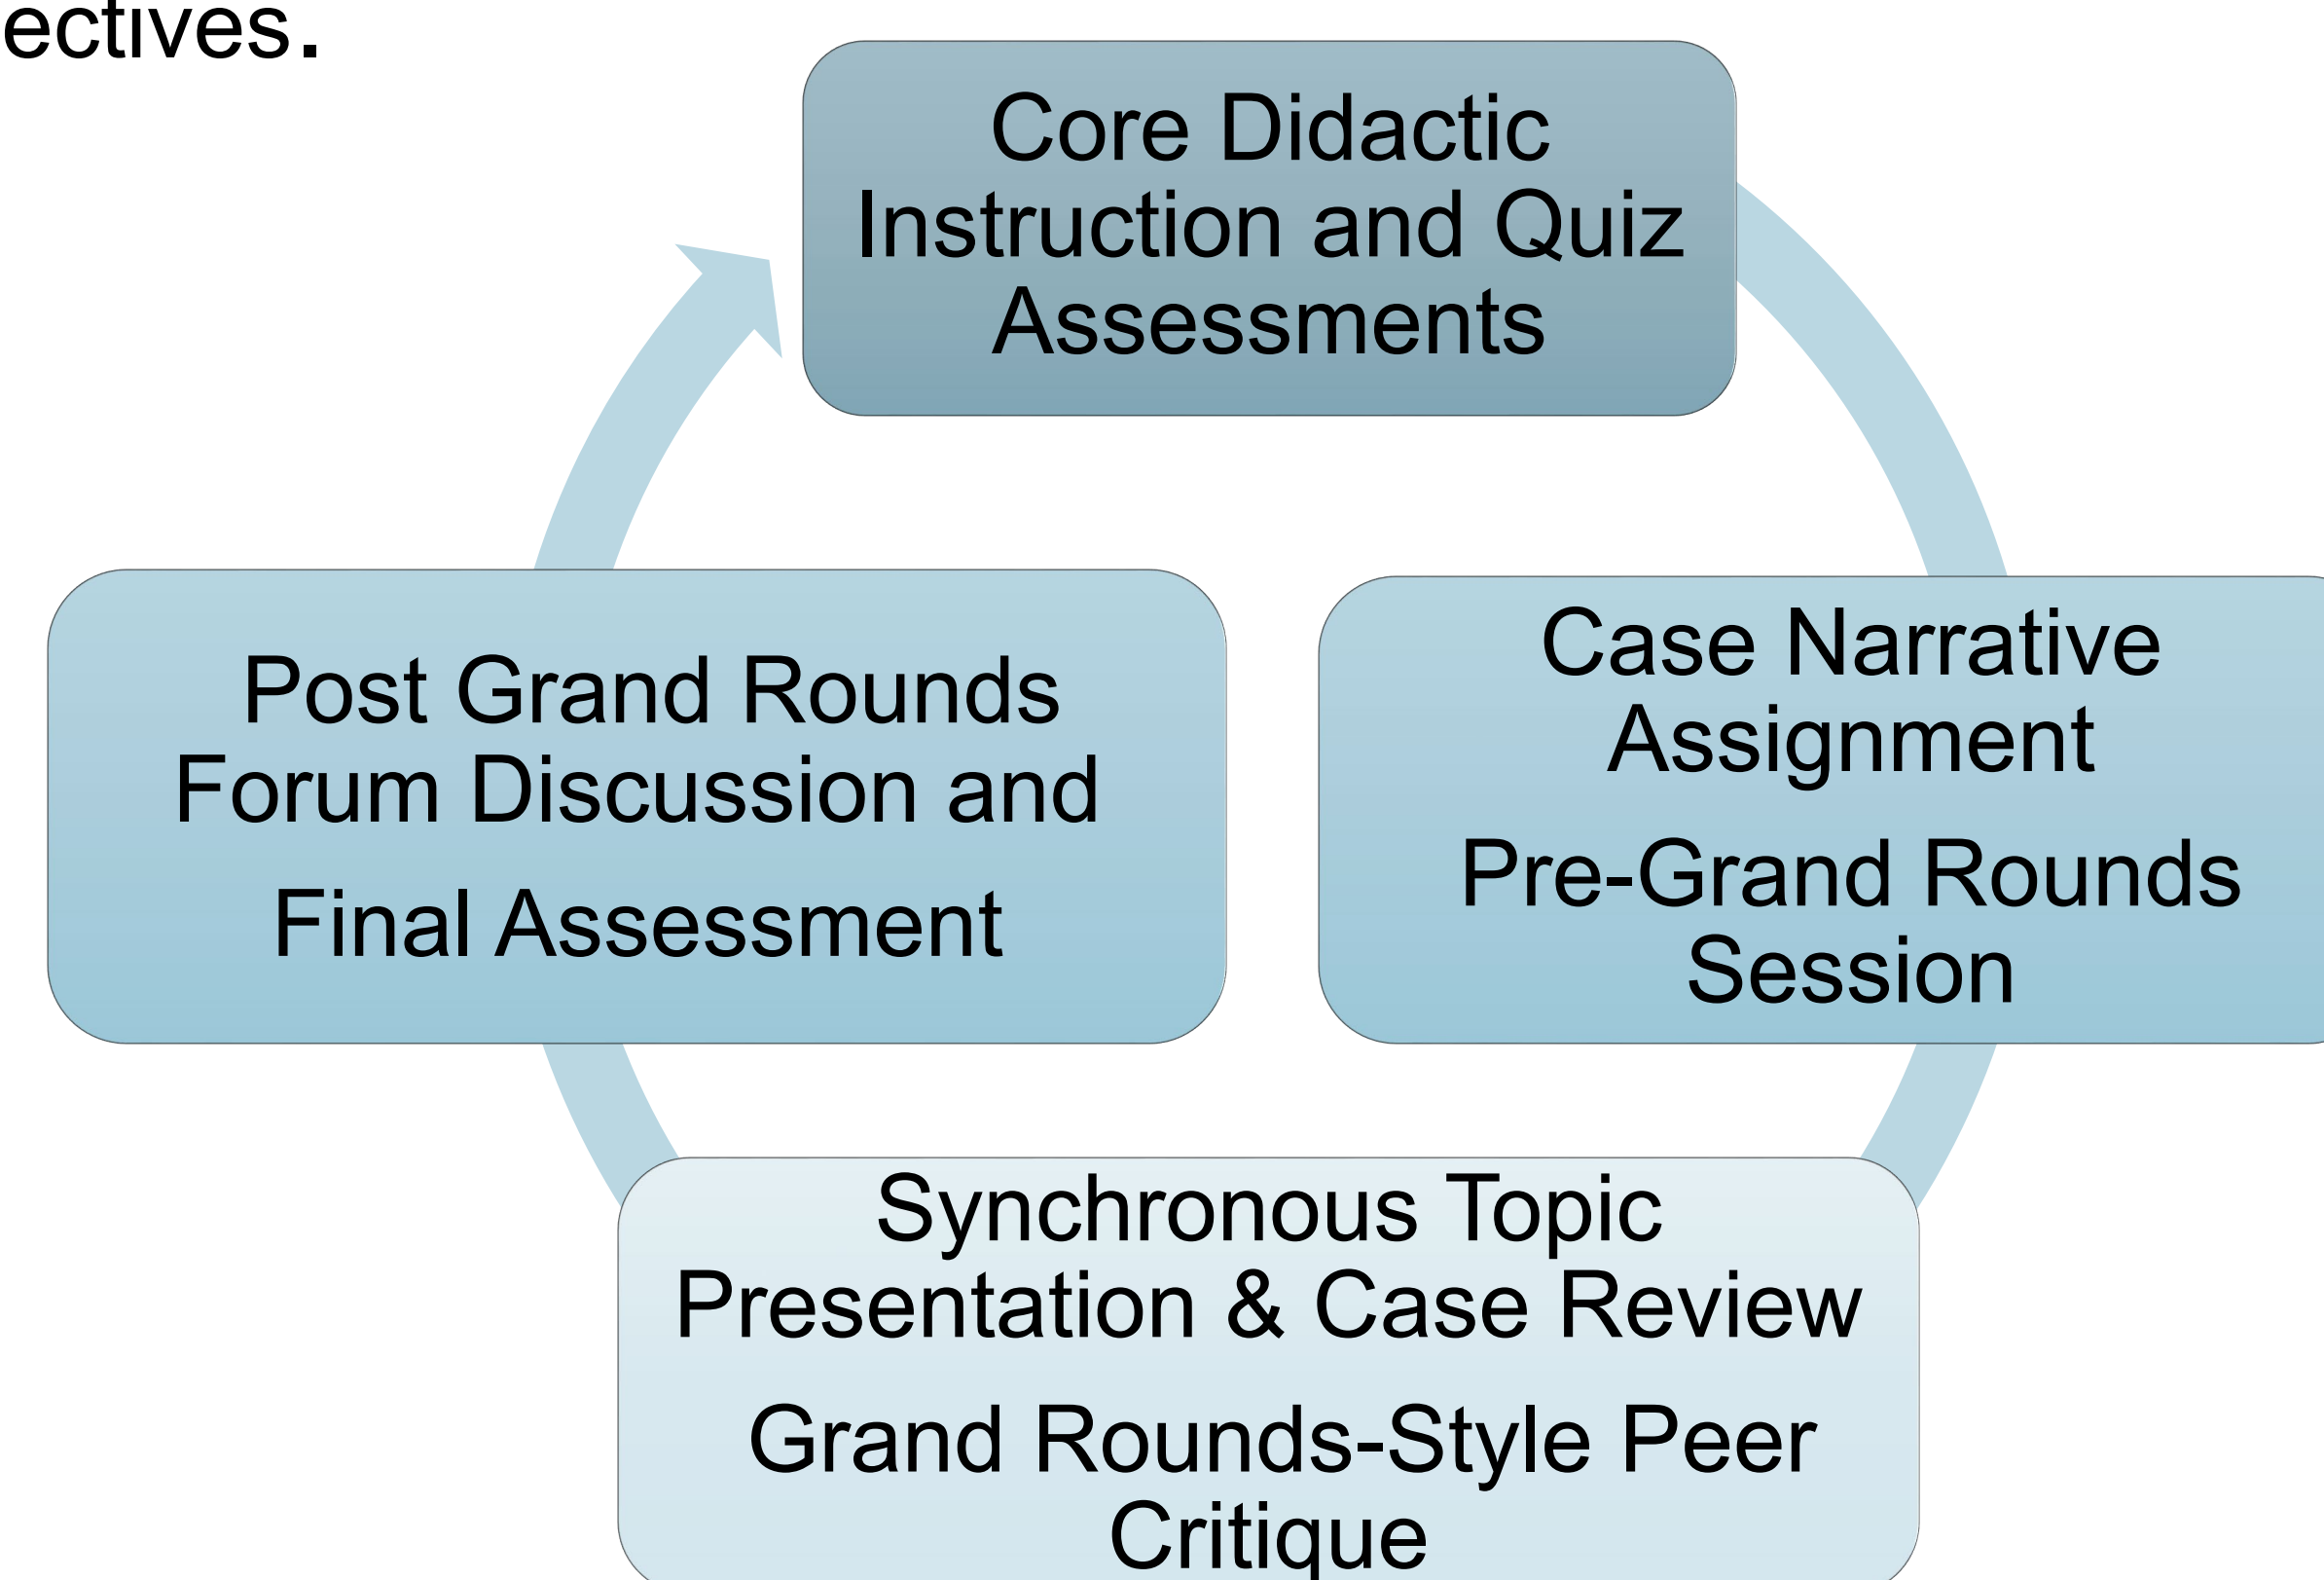 ectives.
Core Didactic
Instruction and Quiz
Assessments
Case Narrative
Assignment
Pre-Grand Rounds
Session
Synchronous Topic
Presentation & Case Review
Grand Rounds-Style Peer
Critique
Post Grand Rounds
Forum Discussion and
Final Assessment